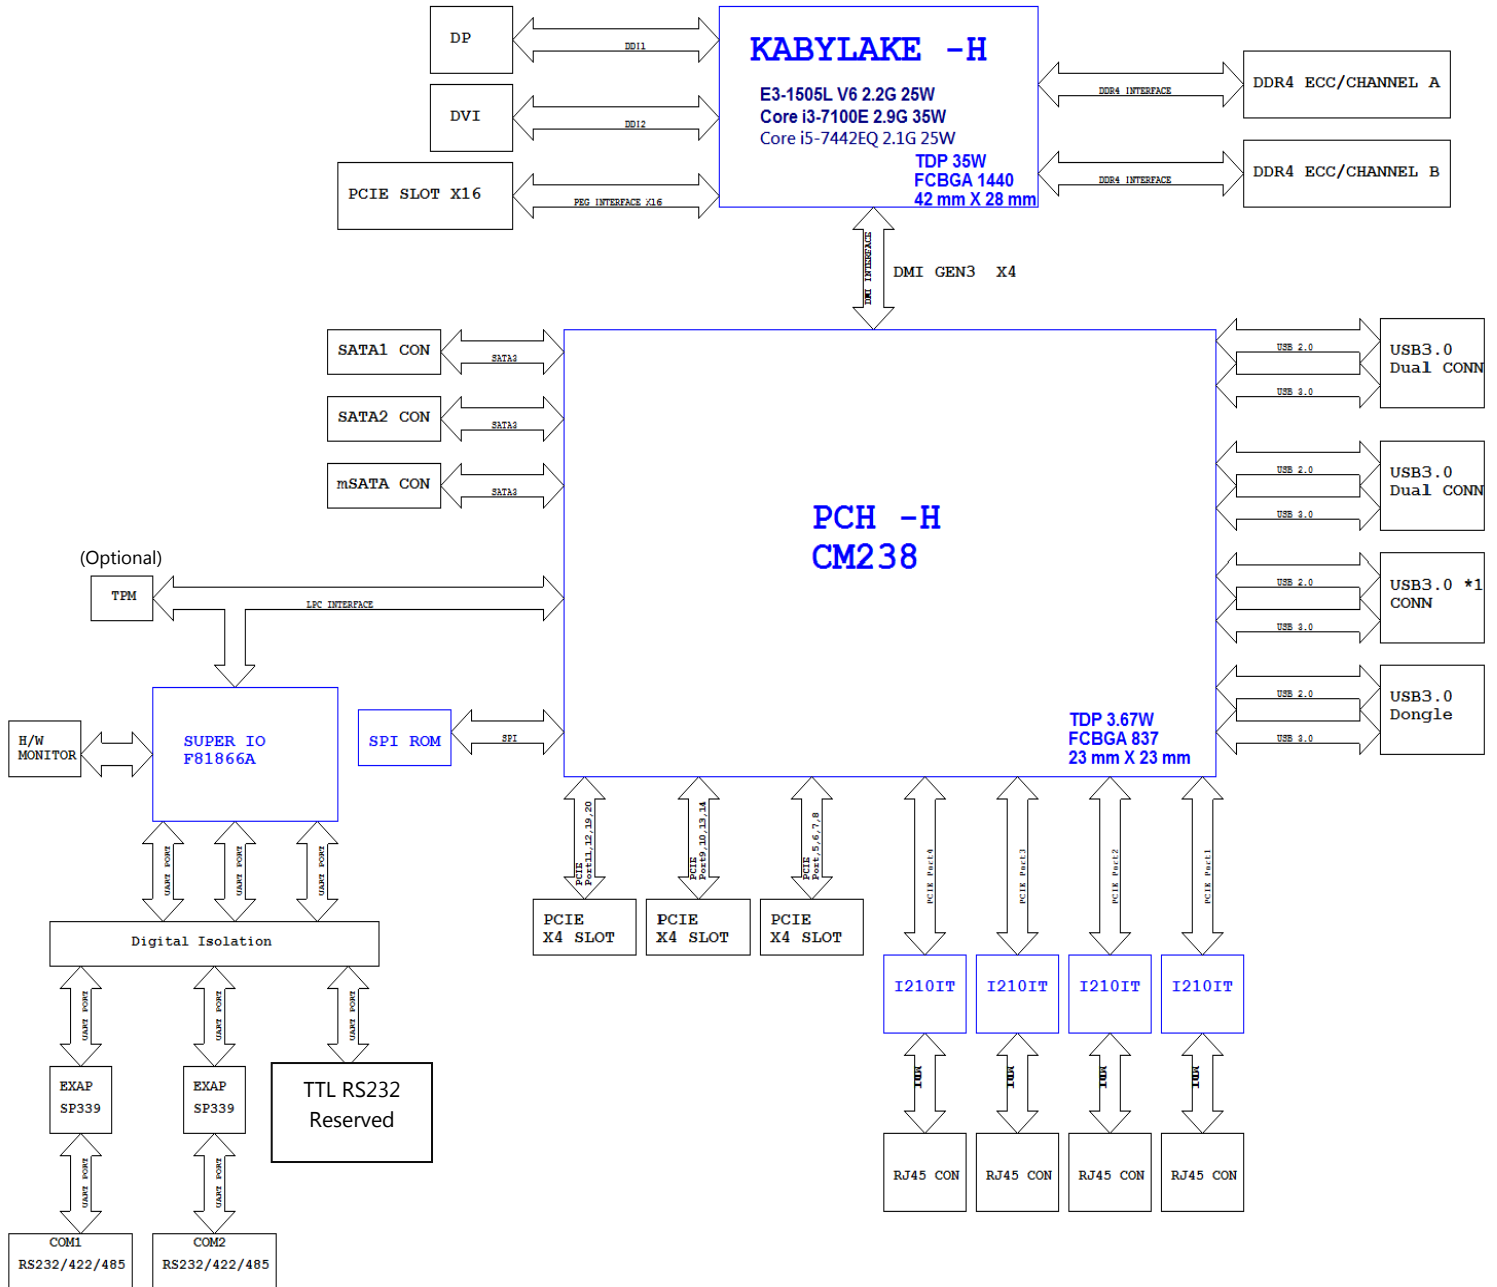 DP
DDI1
KABYLAKE -H
E3-1505L V6 2.2G 25W
Core i3-7100E 2.9G 35W
Core i5-7442EQ 2.1G 25W
TDP 35W
FCBGA 1440
42 mm X 28 mm
DDR4 INTERFACE
DDR4 ECC/CHANNEL A
DVI
DDI2
DDR4 INTERFACE
DDR4 ECC/CHANNEL B
PCIE SLOT X16
PEG INTERFACE X16
DMI INTERFACE
DMI GEN3 X4
SATA1 CON
SATA3
SATA2 CON
SATA3
mSATA CON
SATA3
PCH -H
CM238
TDP 3.67W
FCBGA 837
23 mm X 23 mm
USB 2.0
USB 3.0
USB3.0
Dual CONN
USB 2.0
USB 3.0
USB3.0
Dual CONN
USB 2.0
USB 3.0
USB3.0 *1
CONN
USB 2.0
USB 3.0
USB3.0
Dongle
(Optional)
TPM
LPC INTERFACE
H/W
MONITOR
SUPER IO
F81866A
SPI ROM
SPI
UART PORT
UART PORT
UART PORT
Digital Isolation
UART PORT
UART PORT
UART PORT
EXAP
SP339
EXAP
SP339
TTL RS232
Reserved
UART PORT
UART PORT
COM1
RS232/422/485
COM2
RS232/422/485
PCIE
Port11,12,19,20
PCIE
Port9,10,13,14
PCIE
Port,5,6,7,8
PCIE Port4
PCIE Port3
PCIE Port2
PCIE Port1
PCIE
X4 SLOT
PCIE
X4 SLOT
PCIE
X4 SLOT
I210IT
I210IT
I210IT
I210IT
MDI
MDI
MDI
MDI
RJ45 CON
RJ45 CON
RJ45 CON
RJ45 CON